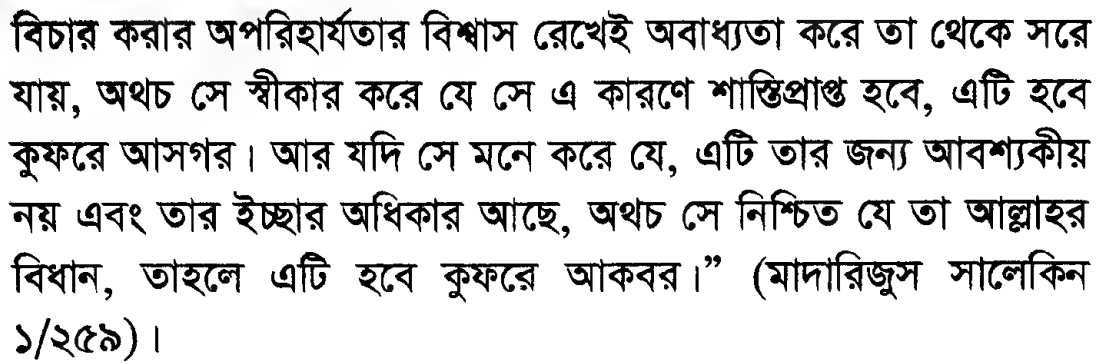 বিচার করার অপরিহার্যতার বিশ্বাস রেখেই অবাধ্যতা করে তা থেকে সরে
যায়, অথচ সে স্বীকার করে যে সে এ কারণে শাস্তিপ্রাপ্ত হবে, এটি হবে
কুফরে আসগর। আর যদি সে মনে করে যে, এটি তার জন্য আবশ্যকীয়
নয় এবং তার ইচ্ছার অধিকার আছে, অথচ সে নিশ্চিত যে তা আল্লাহর
বিধান, তাহলে এটি হবে কুফরে আকবর।” (মাদারিজুস সালেকিন
১/২৫৯)।